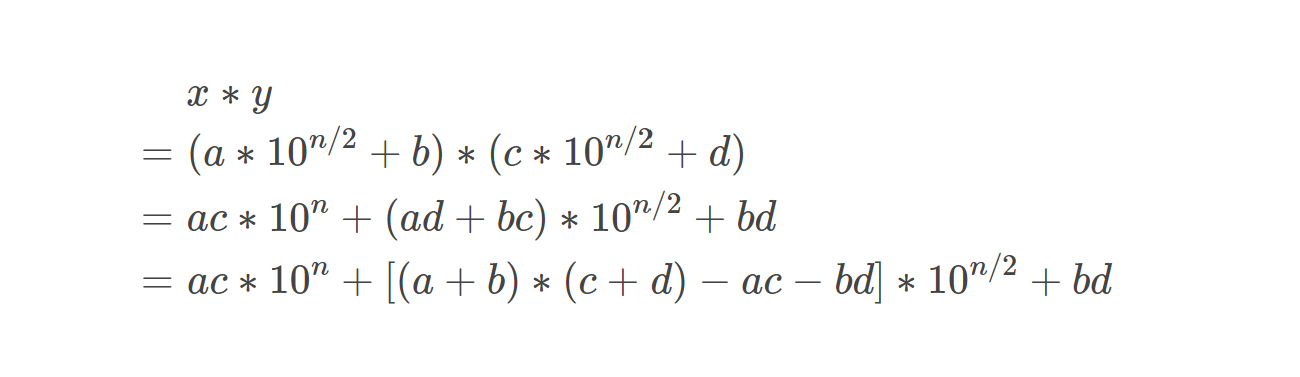 x * y
= (a * 10^{n/2} + b) * (c * 10^{n/2} + d)
= ac * 10^n + (ad + bc) * 10^{n/2} + bd
= ac * 10^n + [(a + b) * (c + d) − ac − bd] * 10^{n/2} + bd